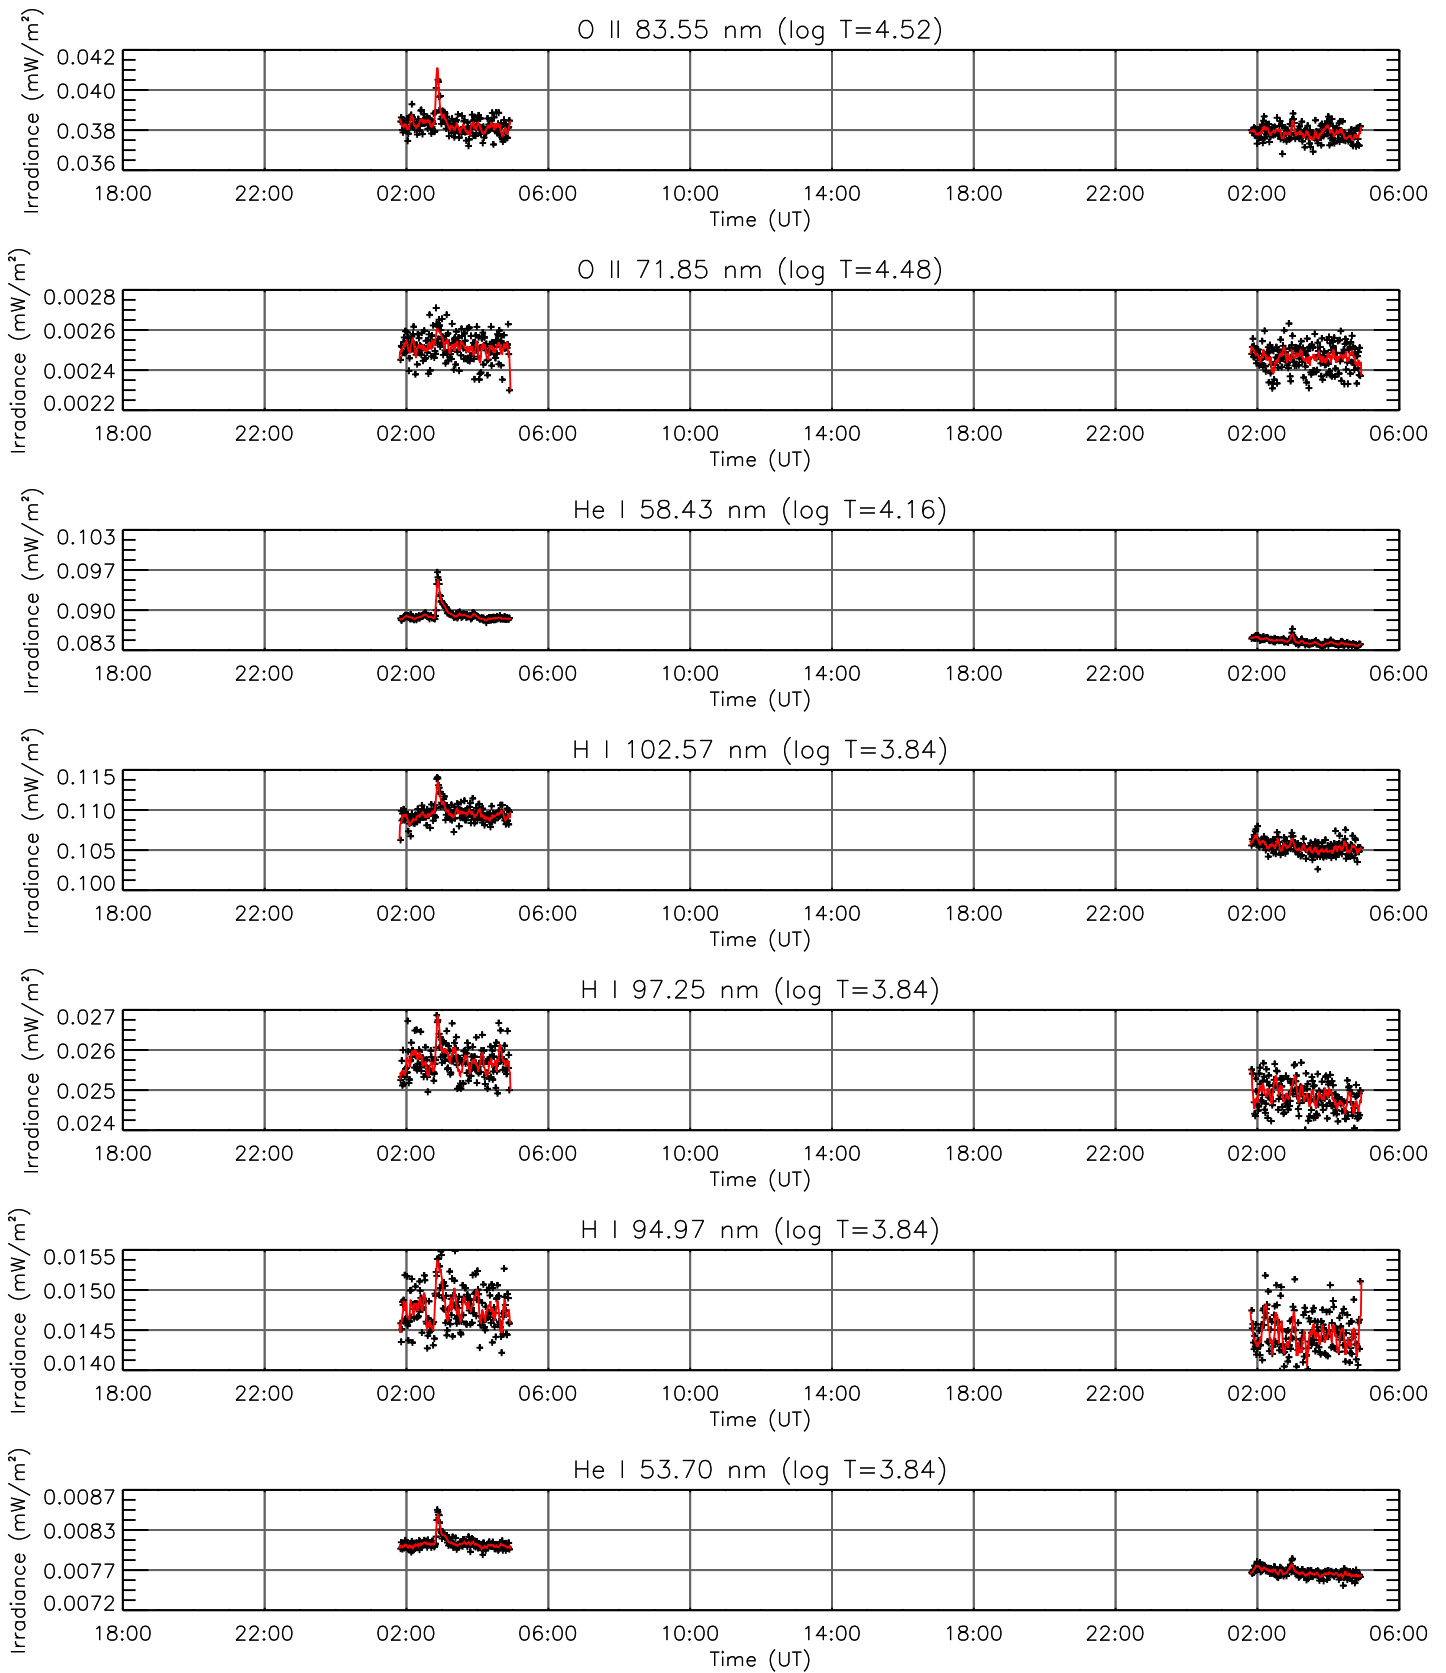 O II 83.55 nm (log T=4.52)
Irradiance (mW/m²)
0.042
0.040
0.038
0.036
18:00 22:00 02:00 06:00 10:00 14:00 18:00 22:00 02:00 06:00
Time (UT)
O II 71.85 nm (log T=4.48)
Irradiance (mW/m²)
0.0028
0.0026
0.0024
0.0022
18:00 22:00 02:00 06:00 10:00 14:00 18:00 22:00 02:00 06:00
Time (UT)
He I 58.43 nm (log T=4.16)
Irradiance (mW/m²)
0.103
0.097
0.090
0.083
18:00 22:00 02:00 06:00 10:00 14:00 18:00 22:00 02:00 06:00
Time (UT)
H I 102.57 nm (log T=3.84)
Irradiance (mW/m²)
0.115
0.110
0.105
0.100
18:00 22:00 02:00 06:00 10:00 14:00 18:00 22:00 02:00 06:00
Time (UT)
H I 97.25 nm (log T=3.84)
Irradiance (mW/m²)
0.027
0.026
0.025
0.024
18:00 22:00 02:00 06:00 10:00 14:00 18:00 22:00 02:00 06:00
Time (UT)
H I 94.97 nm (log T=3.84)
Irradiance (mW/m²)
0.0155
0.0150
0.0145
0.0140
18:00 22:00 02:00 06:00 10:00 14:00 18:00 22:00 02:00 06:00
Time (UT)
He I 53.70 nm (log T=3.84)
Irradiance (mW/m²)
0.0087
0.0083
0.0077
0.0072
18:00 22:00 02:00 06:00 10:00 14:00 18:00 22:00 02:00 06:00
Time (UT)